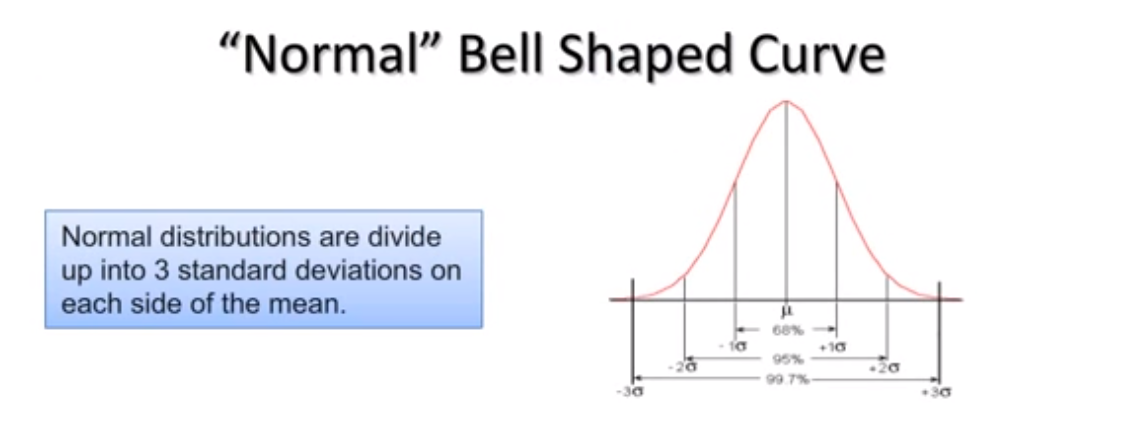 “Normal” Bell Shaped Curve
Normal distributions are divide
up into 3 standard deviations on
each side of the mean.
μ
68%
-1σ +1σ
95%
-2σ +2σ
99.7%
-3σ +3σ